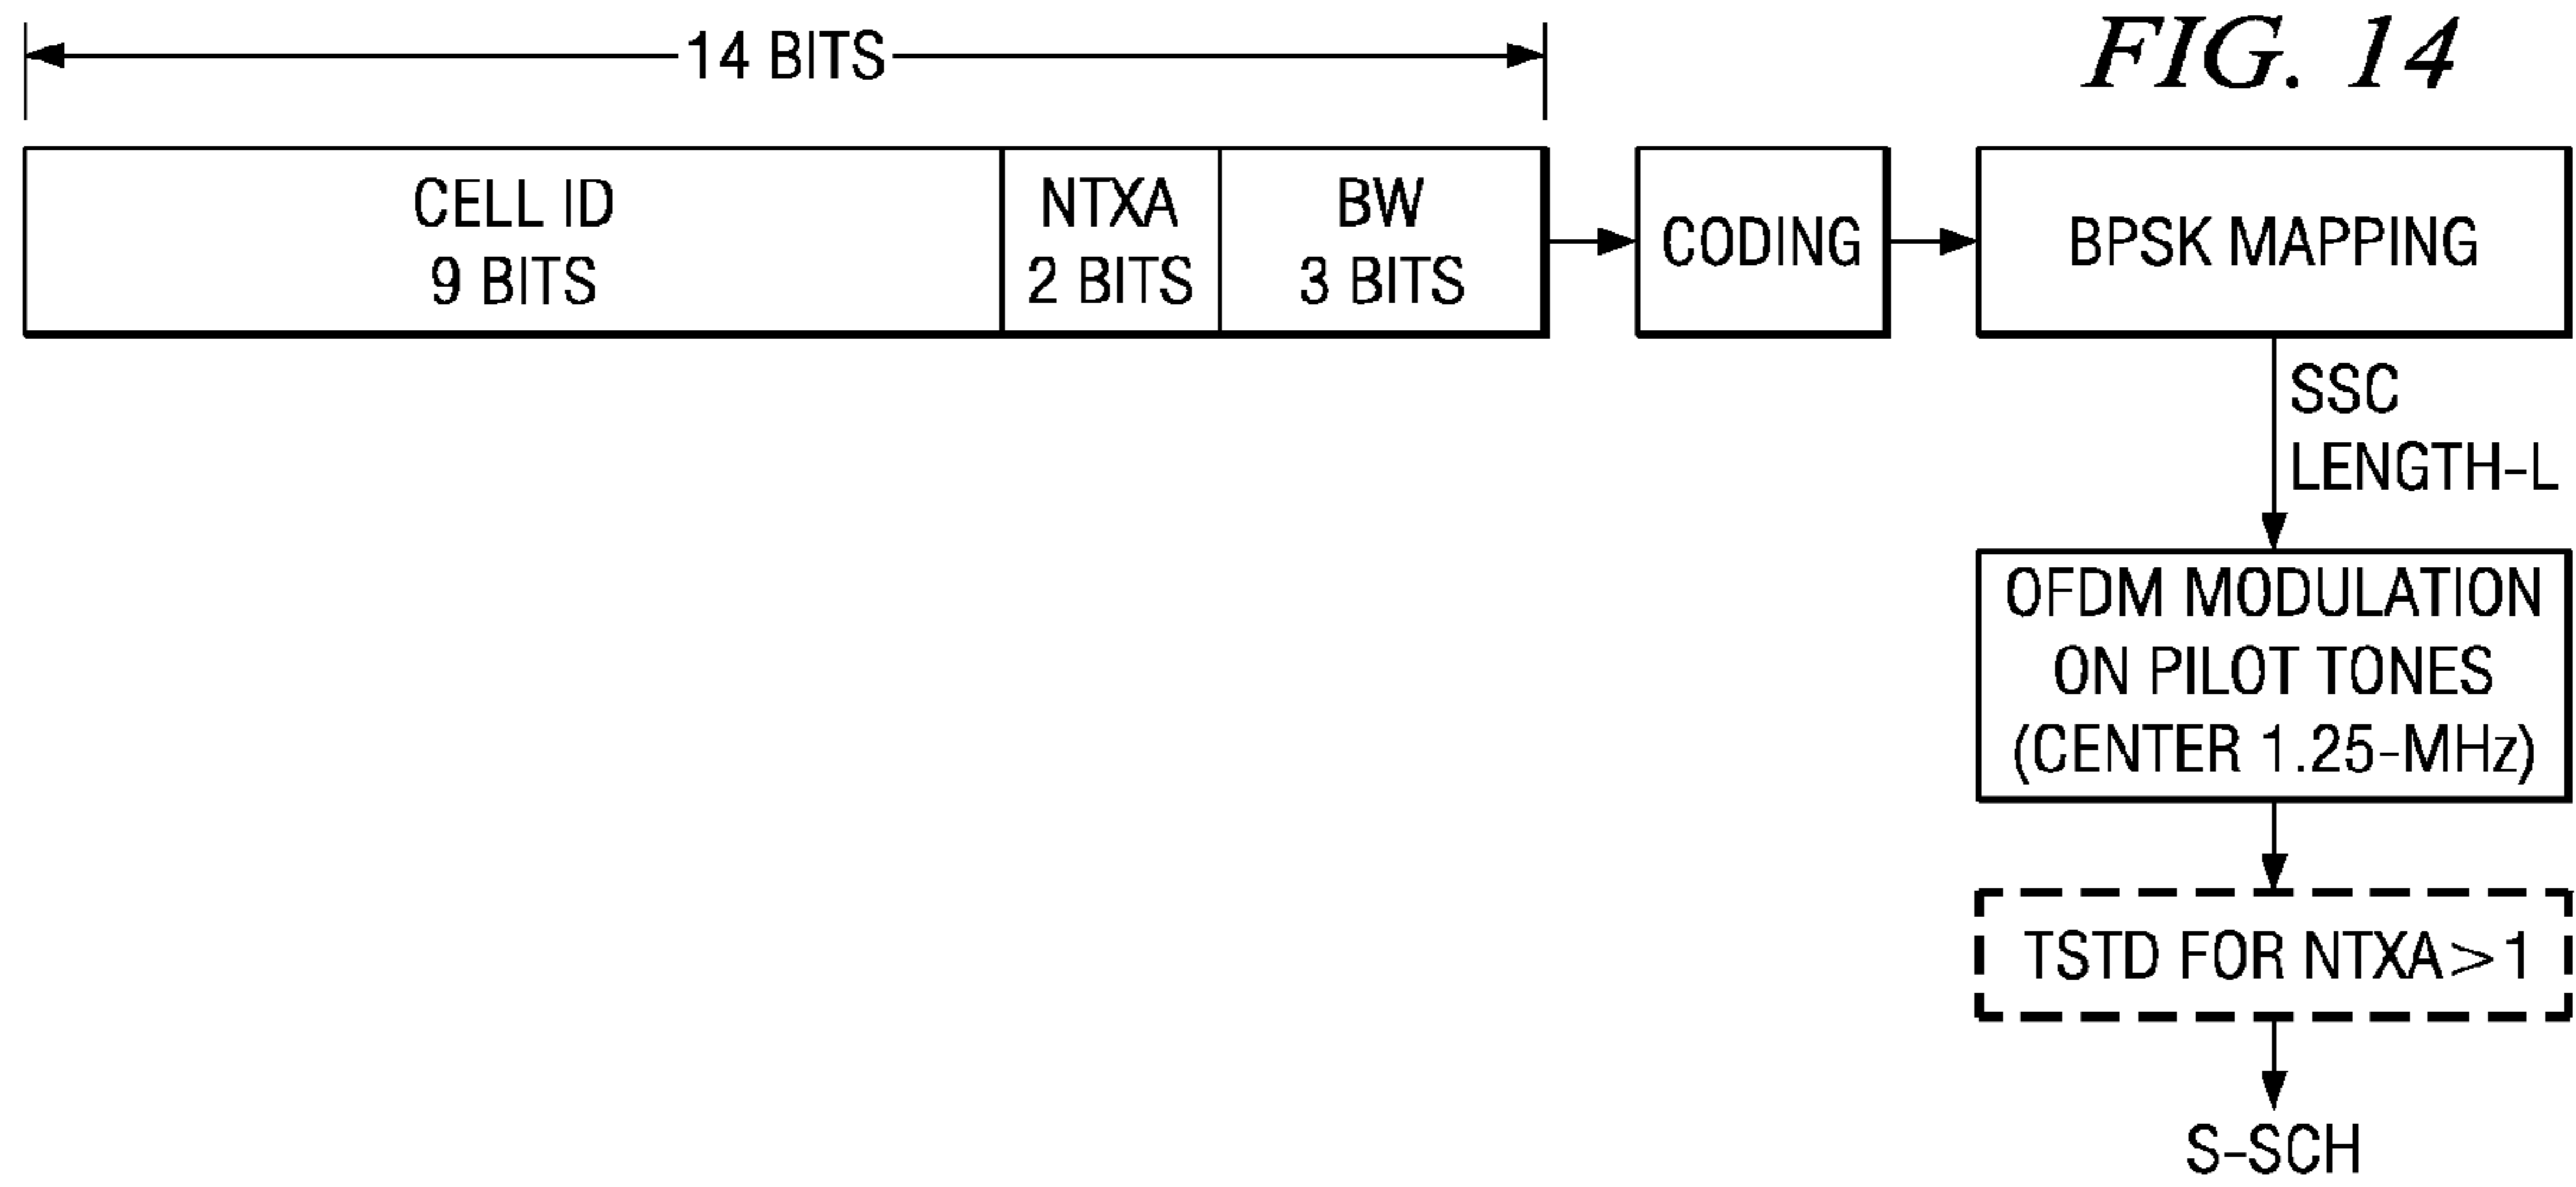 FIG. 14
14 BITS
CELL ID
9 BITS
NTXA
2 BITS
BW
3 BITS
CODING
BPSK MAPPING
SSC
LENGTH-L
OFDM MODULATION
ON PILOT TONES
(CENTER 1.25-MHz)
TSTD FOR NTXA>1
S-SCH